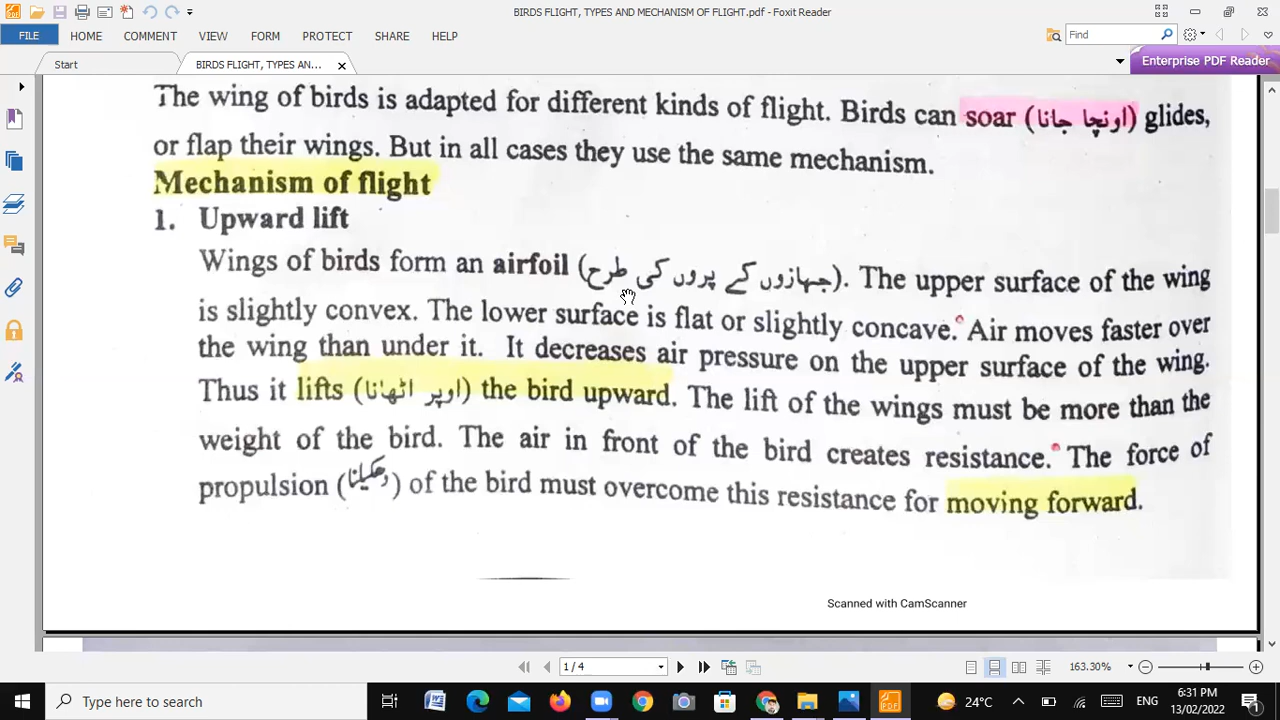 BIRDS FLIGHT, TYPES AND MECHANISM OF FLIGHT.pdf - Foxit Reader
FILE HOME COMMENT VIEW FORM PROTECT SHARE HELP Find
Start BIRDS FLIGHT, TYPES AN... Enterprise PDF Reader
The wing of birds is adapted for different kinds of flight. Birds can soar (اونچا جانا) glides,
or flap their wings. But in all cases they use the same mechanism.
Mechanism of flight
1. Upward lift
Wings of birds form an airfoil (جہازوں کے پروں کی طرح). The upper surface of the wing
is slightly convex. The lower surface is flat or slightly concave. Air moves faster over
the wing than under it. It decreases air pressure on the upper surface of the wing.
Thus it lifts (اوپر اٹھانا) the bird upward. The lift of the wings must be more than the
weight of the bird. The air in front of the bird creates resistance. The force of
propulsion (دھکیلنا) of the bird must overcome this resistance for moving forward.
Scanned with CamScanner
1 / 4 163.30%
Type here to search 24°C ENG 6:31 PM
13/02/2022